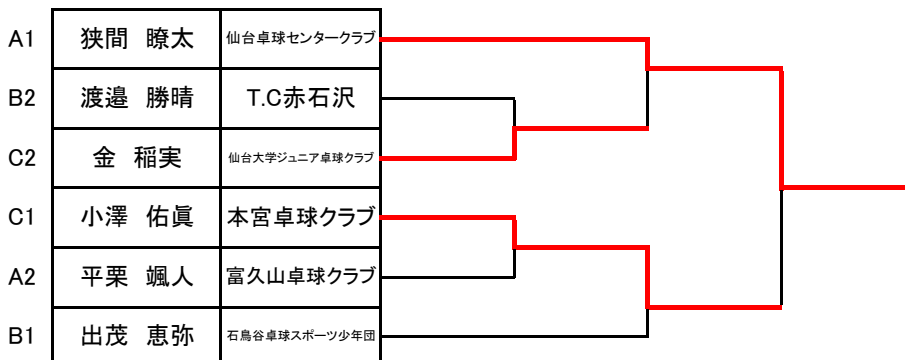 A1 狭間 瞭太 仙台卓球センタークラブ
B2 渡邉 勝晴 T.C赤石沢
C2 金 稲実 仙台大学ジュニア卓球クラブ
C1 小澤 佑眞 本宮卓球クラブ
A2 平栗 颯人 富久山卓球クラブ
B1 出茂 恵弥 石鳥谷卓球スポーツ少年団